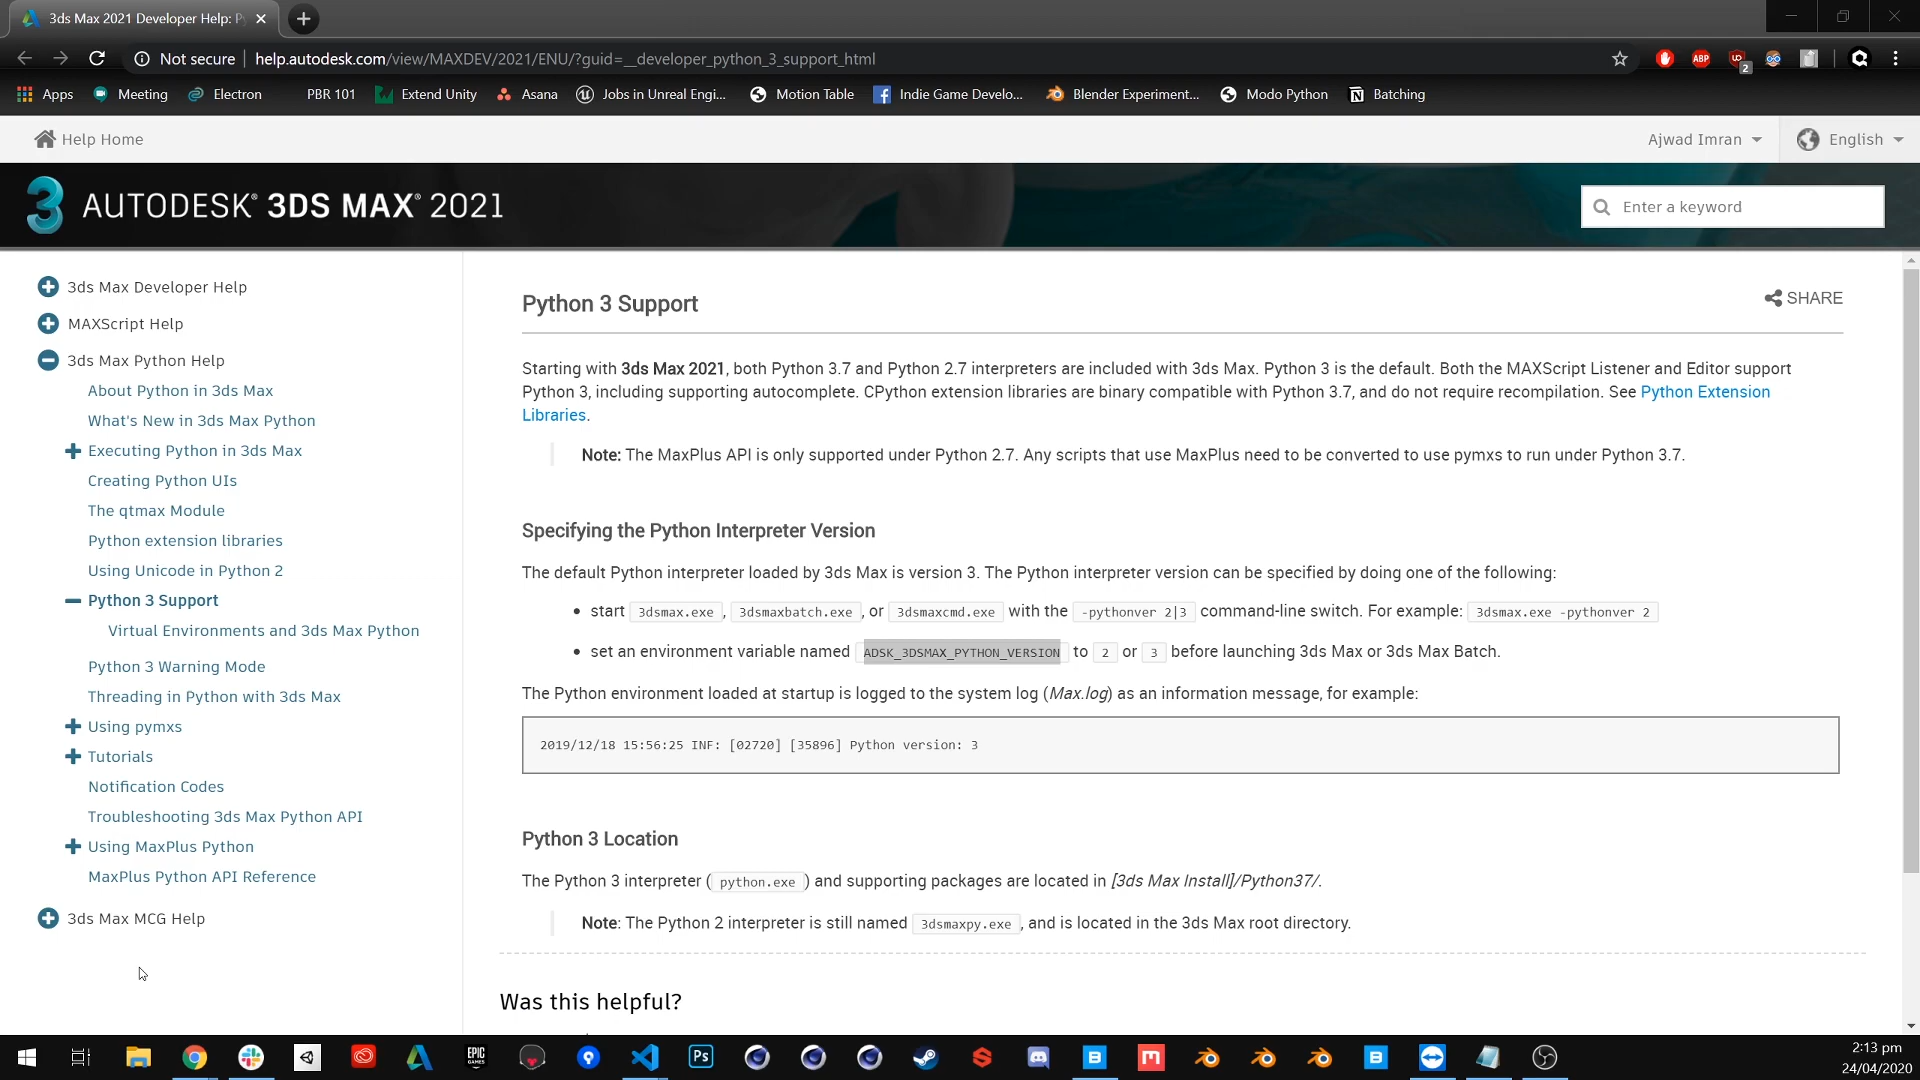 3ds Max 2021 Developer Help: P
Not secure help.autodesk.com/view/MAXDEV/2021/ENU/?guid=__developer_python_3_support_html
ABP
2
Apps Meeting Electron PBR 101 Extend Unity Asana Jobs in Unreal Engi... Motion Table Indie Game Develo... Blender Experiment... Modo Python Batching
Help Home Ajwad Imran English
3 AUTODESK® 3DS MAX® 2021 Enter a keyword
3ds Max Developer Help
MAXScript Help
3ds Max Python Help
About Python in 3ds Max
What's New in 3ds Max Python
Executing Python in 3ds Max
Creating Python UIs
The qtmax Module
Python extension libraries
Using Unicode in Python 2
Python 3 Support
Virtual Environments and 3ds Max Python
Python 3 Warning Mode
Threading in Python with 3ds Max
Using pymxs
Tutorials
Notification Codes
Troubleshooting 3ds Max Python API
Using MaxPlus Python
MaxPlus Python API Reference
3ds Max MCG Help
Python 3 Support SHARE
Starting with 3ds Max 2021, both Python 3.7 and Python 2.7 interpreters are included with 3ds Max. Python 3 is the default. Both the MAXScript Listener and Editor support
Python 3, including supporting autocomplete. CPython extension libraries are binary compatible with Python 3.7, and do not require recompilation. See Python Extension
Libraries.
Note: The MaxPlus API is only supported under Python 2.7. Any scripts that use MaxPlus need to be converted to use pymxs to run under Python 3.7.
Specifying the Python Interpreter Version
The default Python interpreter loaded by 3ds Max is version 3. The Python interpreter version can be specified by doing one of the following:
• start 3dsmax.exe, 3dsmaxbatch.exe, or 3dsmaxcmd.exe with the -pythonver 2|3 command-line switch. For example: 3dsmax.exe -pythonver 2
• set an environment variable named ADSK_3DSMAX_PYTHON_VERSION to 2 or 3 before launching 3ds Max or 3ds Max Batch.
The Python environment loaded at startup is logged to the system log (Max.log) as an information message, for example:
2019/12/18 15:56:25 INF: [02720] [35896] Python version: 3
Python 3 Location
The Python 3 interpreter (python.exe) and supporting packages are located in [3ds Max Install]/Python37/.
Note: The Python 2 interpreter is still named 3dsmaxpy.exe, and is located in the 3ds Max root directory.
Was this helpful?
EPIC GAMES
Ps
2:13 pm
24/04/2020